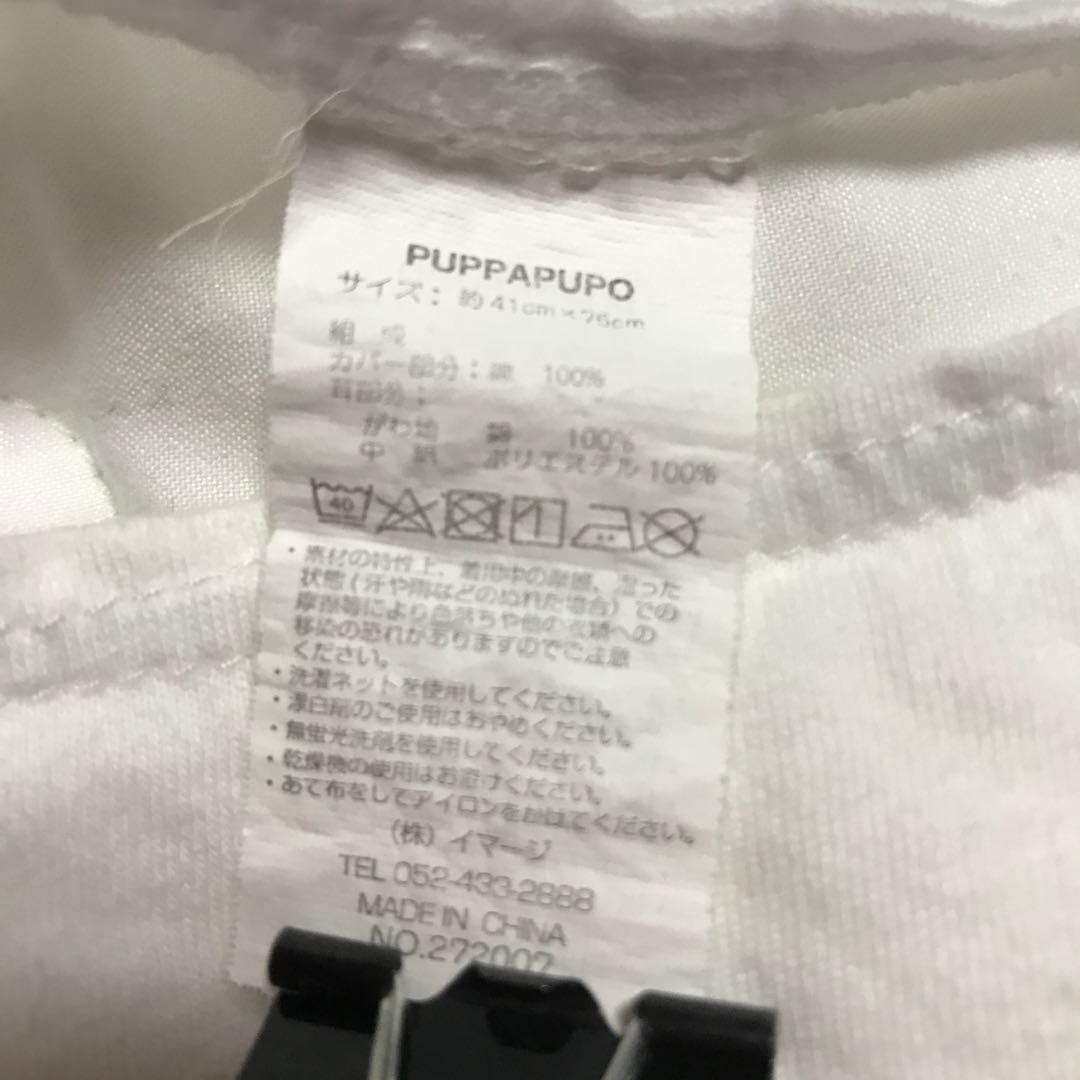 PUPPAPUPO
サイズ：約41cm×76cm
組 成
カバー部分：綿 100%
耳部分：
がわ地 綿 100%
中 綿 ポリエステル 100%
40
・素材の特性上、着用中の摩擦、湿った
状態(汗や雨などのぬれた場合)での
摩擦等により色落ちや他の衣類への
移染の恐れがありますのでご注意
ください。
・洗濯ネットを使用してください。
・漂白剤のご使用はおやめください。
・無蛍光洗剤を使用してください。
・乾燥機の使用はお避けください。
・あて布をしてアイロンをかけてください。
(株)イマージ
TEL 052-433-2888
MADE IN CHINA
NO.272007